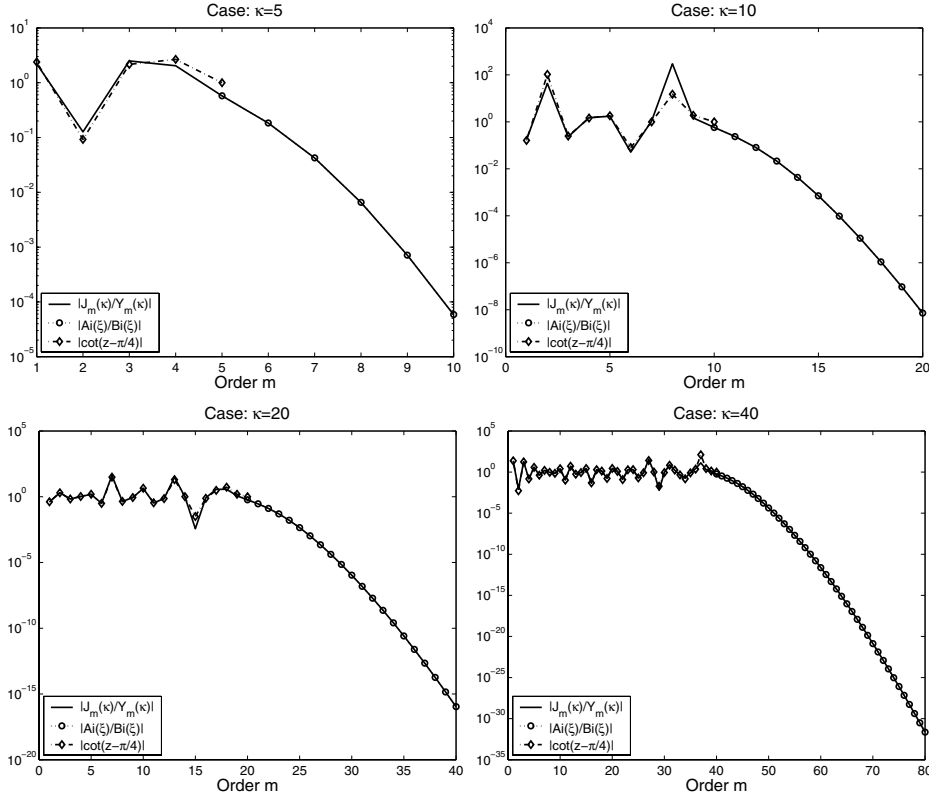 Case: κ=5
10^1
10^0
10^-1
10^-2
10^-3
10^-4
10^-5
|J_m(κ)/Y_m(κ)|
|Ai(ξ)/Bi(ξ)|
|cot(z−π/4)|
1 2 3 4 5 6 7 8 9 10
Order m
Case: κ=10
10^4
10^2
10^0
10^-2
10^-4
10^-6
10^-8
10^-10
|J_m(κ)/Y_m(κ)|
|Ai(ξ)/Bi(ξ)|
|cot(z−π/4)|
0 5 10 15 20
Order m
Case: κ=20
10^5
10^0
10^-5
10^-10
10^-15
10^-20
|J_m(κ)/Y_m(κ)|
|Ai(ξ)/Bi(ξ)|
|cot(z−π/4)|
0 5 10 15 20 25 30 35 40
Order m
Case: κ=40
10^5
10^0
10^-5
10^-10
10^-15
10^-20
10^-25
10^-30
10^-35
|J_m(κ)/Y_m(κ)|
|Ai(ξ)/Bi(ξ)|
|cot(z−π/4)|
0 10 20 30 40 50 60 70 80
Order m